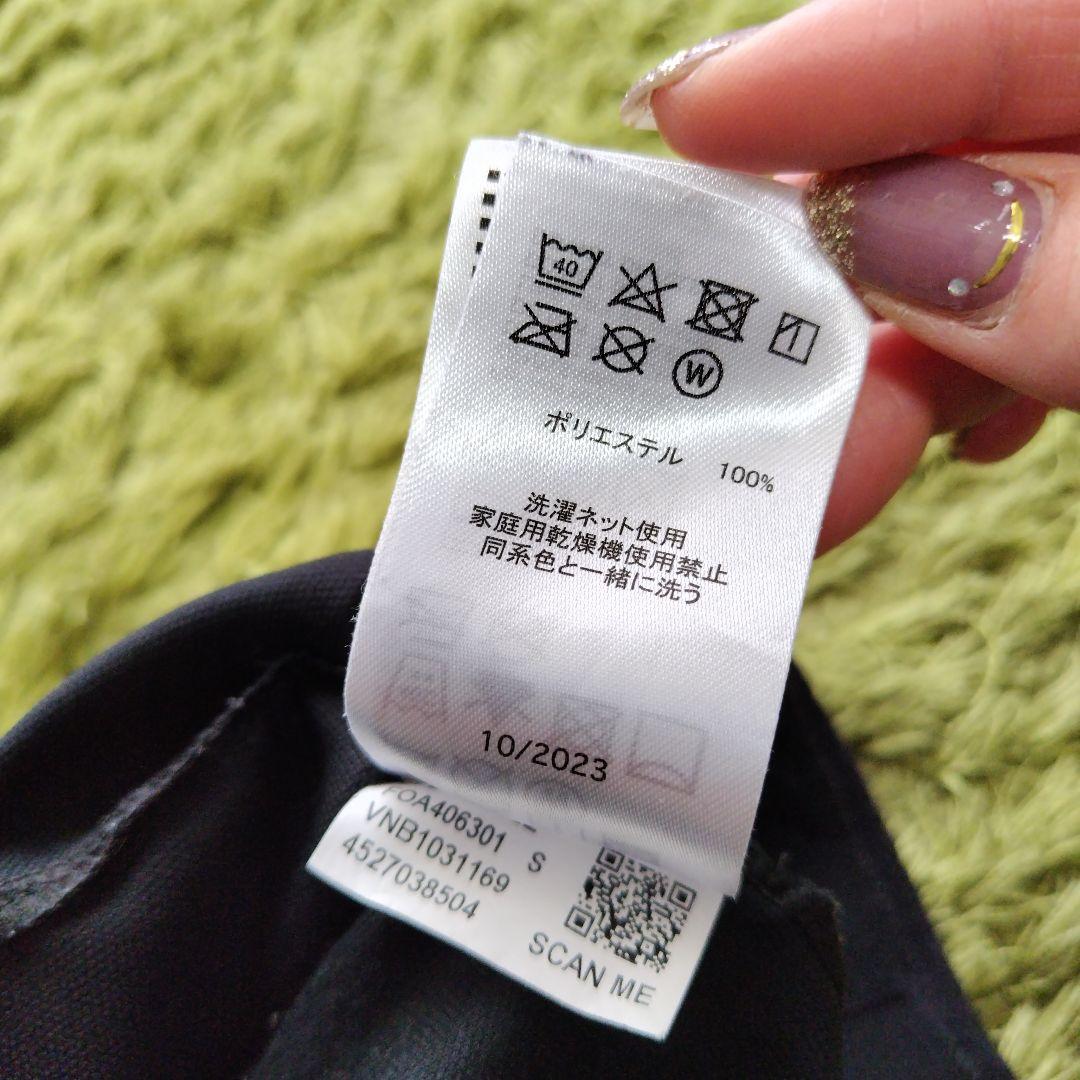 40
W
ポリエステル 100%
洗濯ネット使用
家庭用乾燥機使用禁止
同系色と一緒に洗う
10/2023
FOA406301 S
VNB1031169
4527038504
SCAN ME